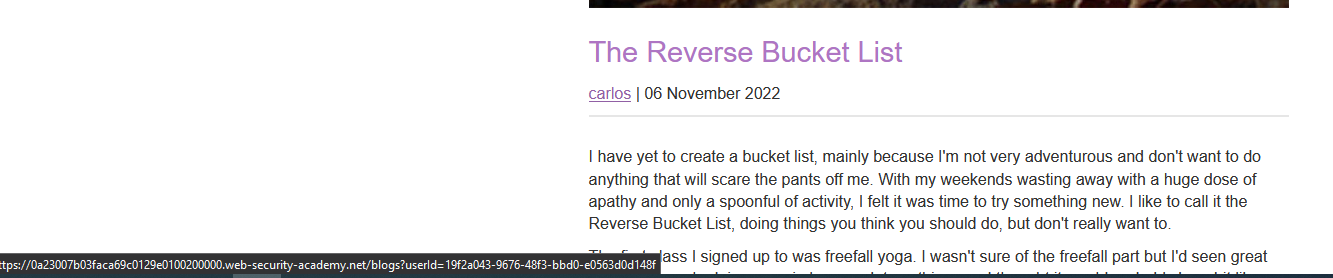 The Reverse Bucket List
carlos | 06 November 2022
I have yet to create a bucket list, mainly because I'm not very adventurous and don't want to do
anything that will scare the pants off me. With my weekends wasting away with a huge dose of
apathy and only a spoonful of activity, I felt it was time to try something new. I like to call it the
Reverse Bucket List, doing things you think you should do, but don't really want to.
class I signed up to was freefall yoga. I wasn't sure of the freefall part but I'd seen great
ttps://0a23007b03faca69c0129e0100200000.web-security-academy.net/blogs?userId=19f2a043-9676-48f3-bbd0-e0563d0d148f